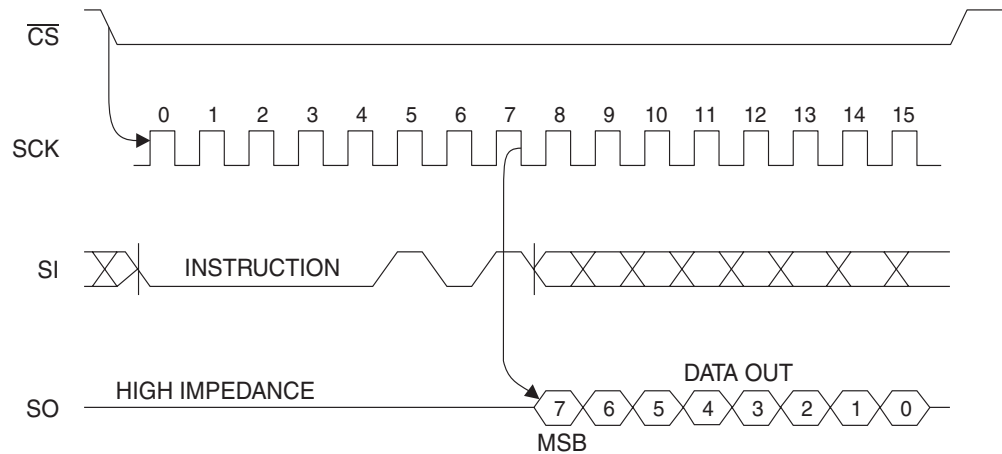 CS
0 1 2 3 4 5 6 7 8 9 10 11 12 13 14 15
SCK
SI
INSTRUCTION
DATA OUT
HIGH IMPEDANCE
SO
7 6 5 4 3 2 1 0
MSB